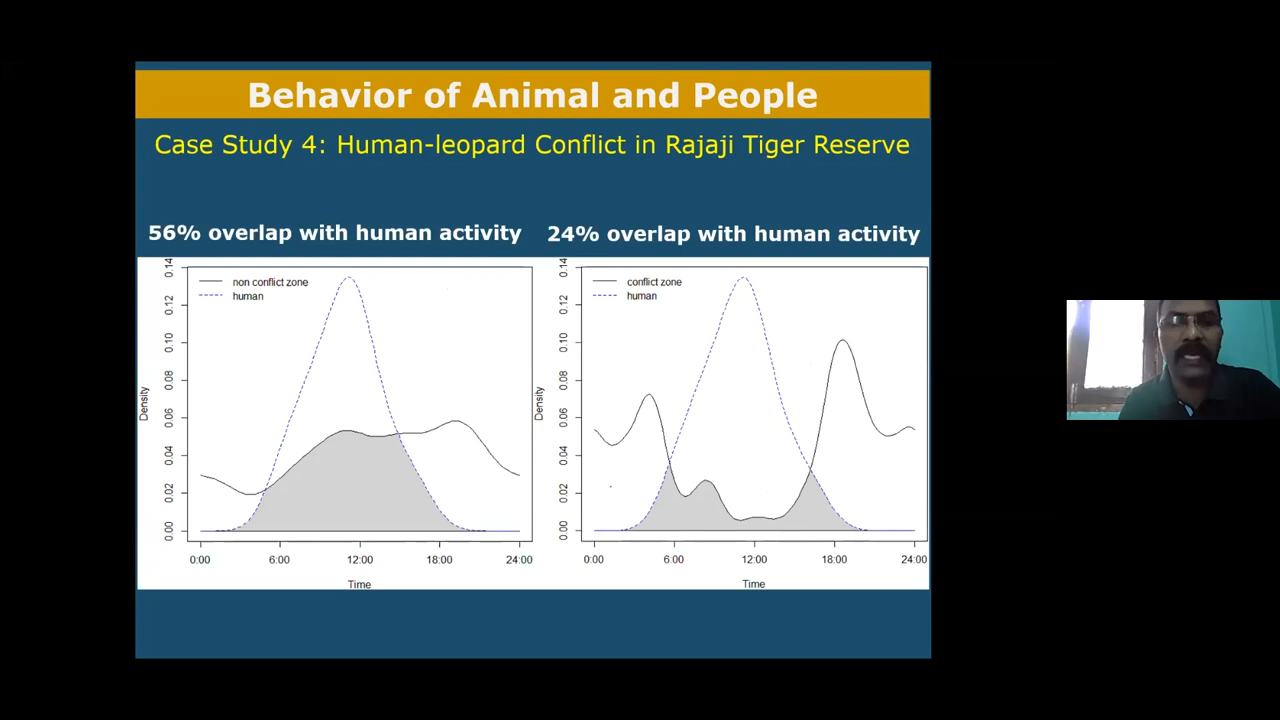 Behavior of Animal and People
Case Study 4: Human-leopard Conflict in Rajaji Tiger Reserve
56% overlap with human activity
24% overlap with human activity
non conflict zone
human
Density
0.00
0.02
0.04
0.06
0.08
0.10
0.12
0.14
0:00
6:00
12:00
18:00
24:00
Time
conflict zone
human
Density
0.00
0.02
0.04
0.06
0.08
0.10
0.12
0.14
0:00
6:00
12:00
18:00
24:00
Time